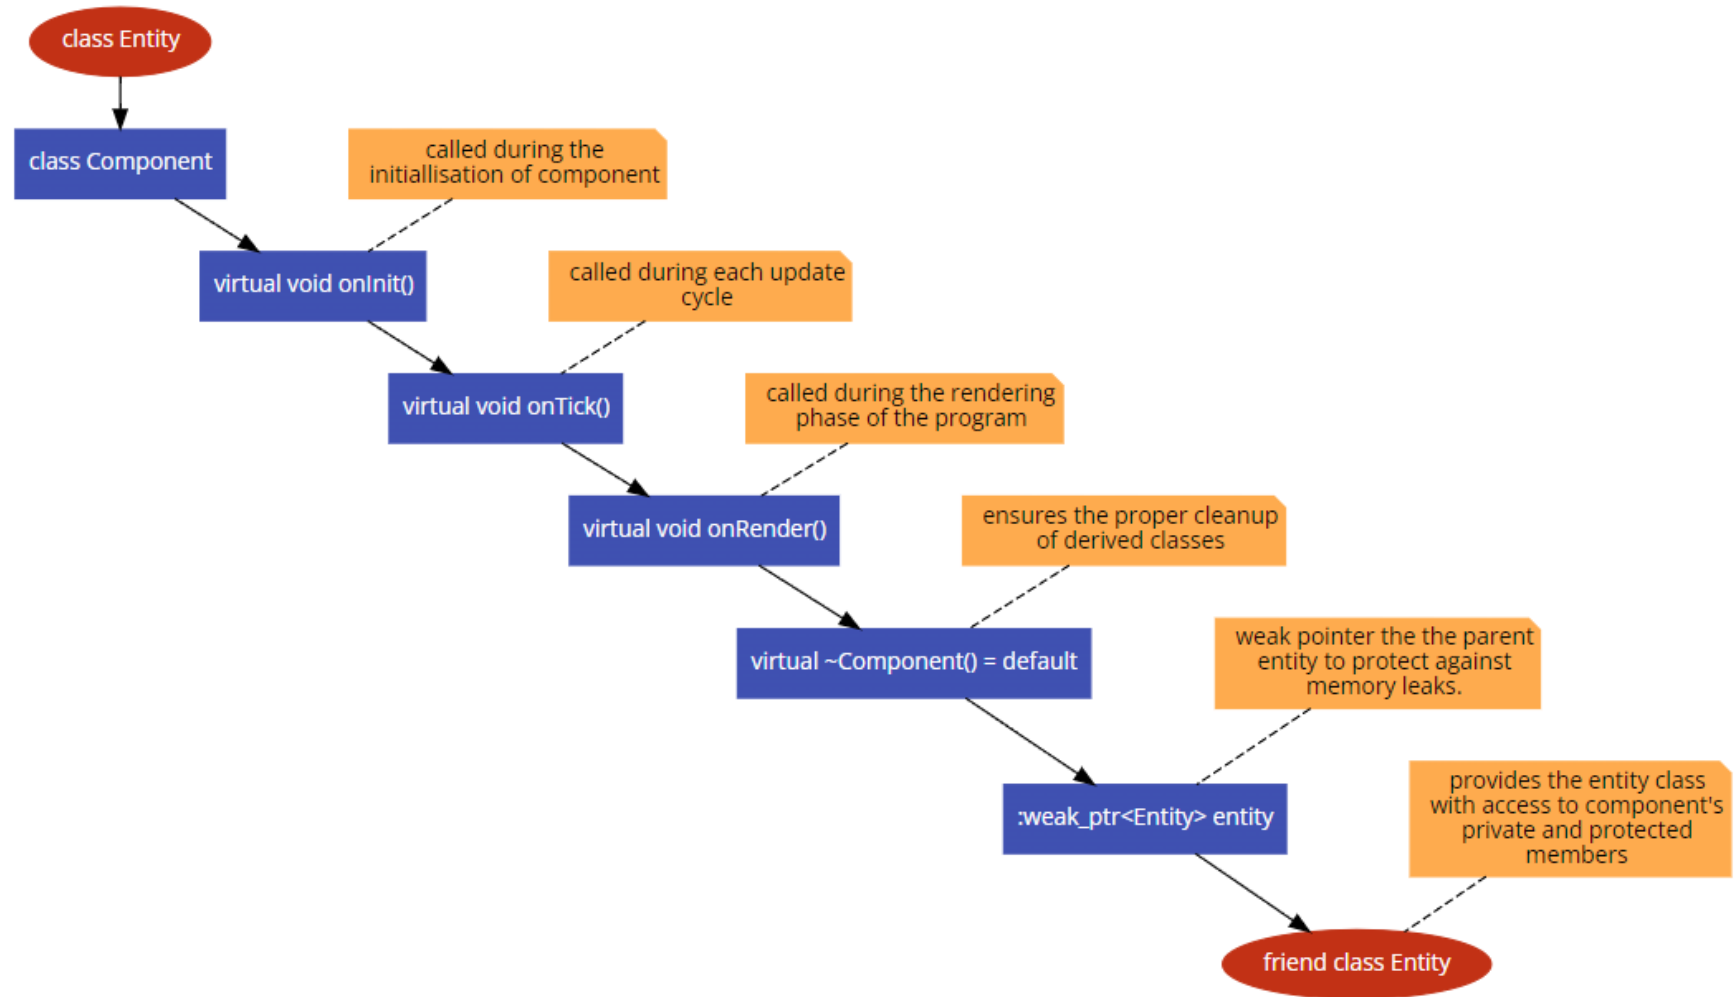 class Entity
class Component
called during the
initiallisation of component
virtual void onInit()
called during each update
cycle
virtual void onTick()
called during the rendering
phase of the program
virtual void onRender()
ensures the proper cleanup
of derived classes
virtual ~Component() = default
weak pointer the the parent
entity to protect against
memory leaks.
:weak_ptr<Entity> entity
provides the entity class
with access to component's
private and protected
members
friend class Entity